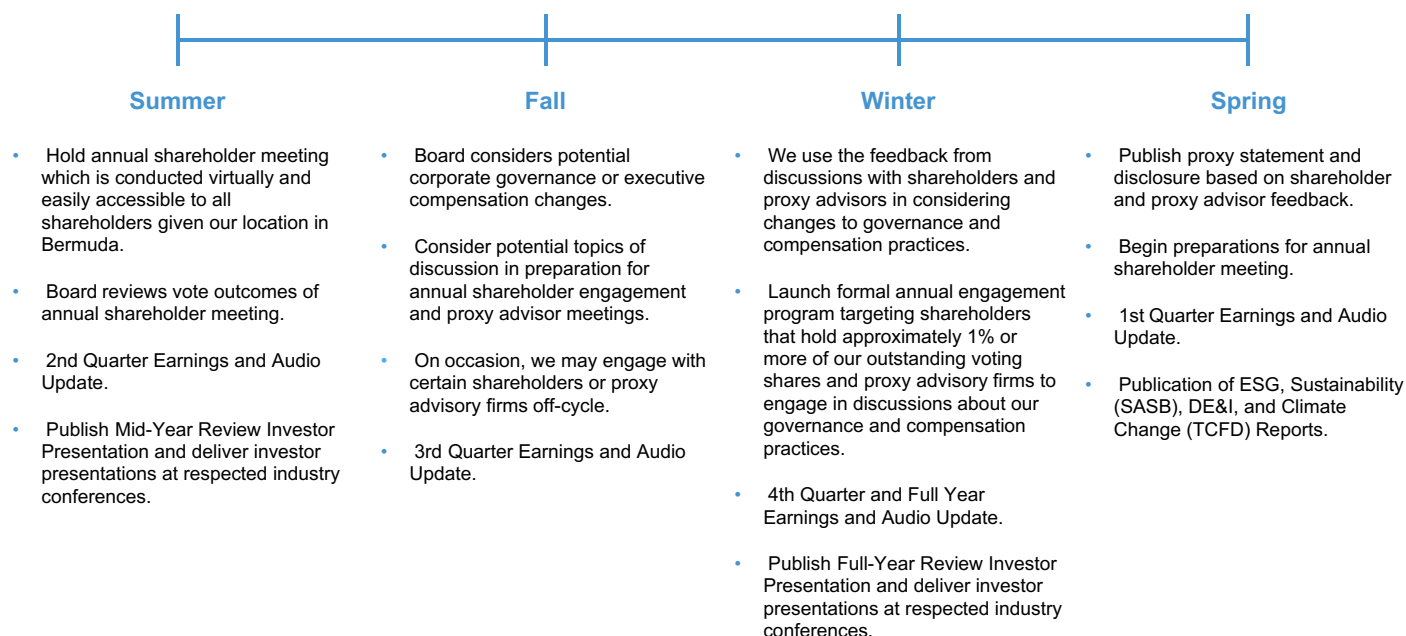 Summer
• Hold annual shareholder meeting
which is conducted virtually and
easily accessible to all
shareholders given our location in
Bermuda.
• Board reviews vote outcomes of
annual shareholder meeting.
• 2nd Quarter Earnings and Audio
Update.
• Publish Mid-Year Review Investor
Presentation and deliver investor
presentations at respected industry
conferences.
Fall
• Board considers potential
corporate governance or executive
compensation changes.
• Consider potential topics of
discussion in preparation for
annual shareholder engagement
and proxy advisor meetings.
• On occasion, we may engage with
certain shareholders or proxy
advisory firms off-cycle.
• 3rd Quarter Earnings and Audio
Update.
Winter
• We use the feedback from
discussions with shareholders and
proxy advisors in considering
changes to governance and
compensation practices.
• Launch formal annual engagement
program targeting shareholders
that hold approximately 1% or
more of our outstanding voting
shares and proxy advisory firms to
engage in discussions about our
governance and compensation
practices.
• 4th Quarter and Full Year
Earnings and Audio Update.
• Publish Full-Year Review Investor
Presentation and deliver investor
presentations at respected industry
conferences.
Spring
• Publish proxy statement and
disclosure based on shareholder
and proxy advisor feedback.
• Begin preparations for annual
shareholder meeting.
• 1st Quarter Earnings and Audio
Update.
• Publication of ESG, Sustainability
(SASB), DE&I, and Climate
Change (TCFD) Reports.